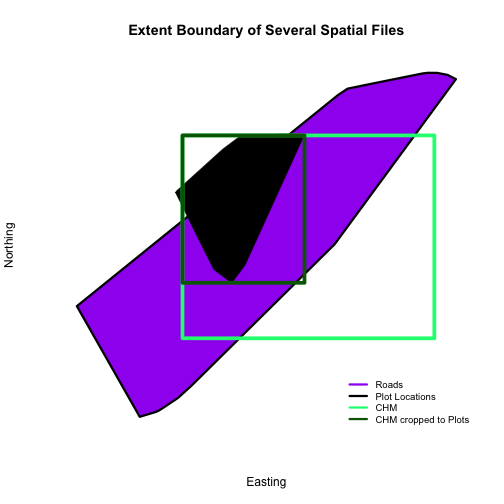 Extent Boundary of Several Spatial Files
Northing
Roads
Plot Locations
CHM
CHM cropped to Plots
Easting